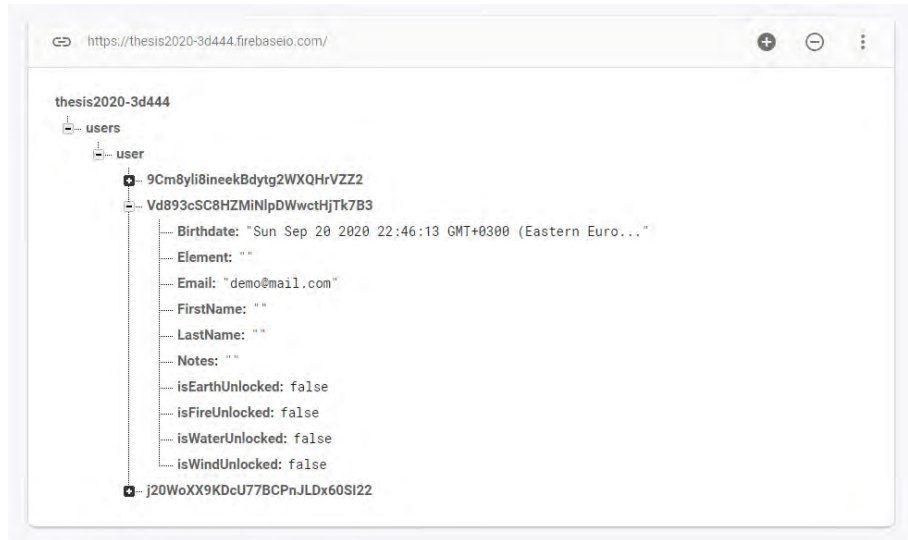 https://thesis2020-3d444.firebaseio.com/
thesis2020-3d444
users
user
9Cm8yli8ineekBdytg2WXQHrVZZ2
Vd893cSC8HZMiNlpDWwctHjTk7B3
Birthdate: "Sun Sep 20 2020 22:46:13 GMT+0300 (Eastern Euro..."
Element: ""
Email: "demo@mail.com"
FirstName: ""
LastName: ""
Notes: ""
isEarthUnlocked: false
isFireUnlocked: false
isWaterUnlocked: false
isWindUnlocked: false
j20WoXX9KDcU77BCPnJLDx60SI22